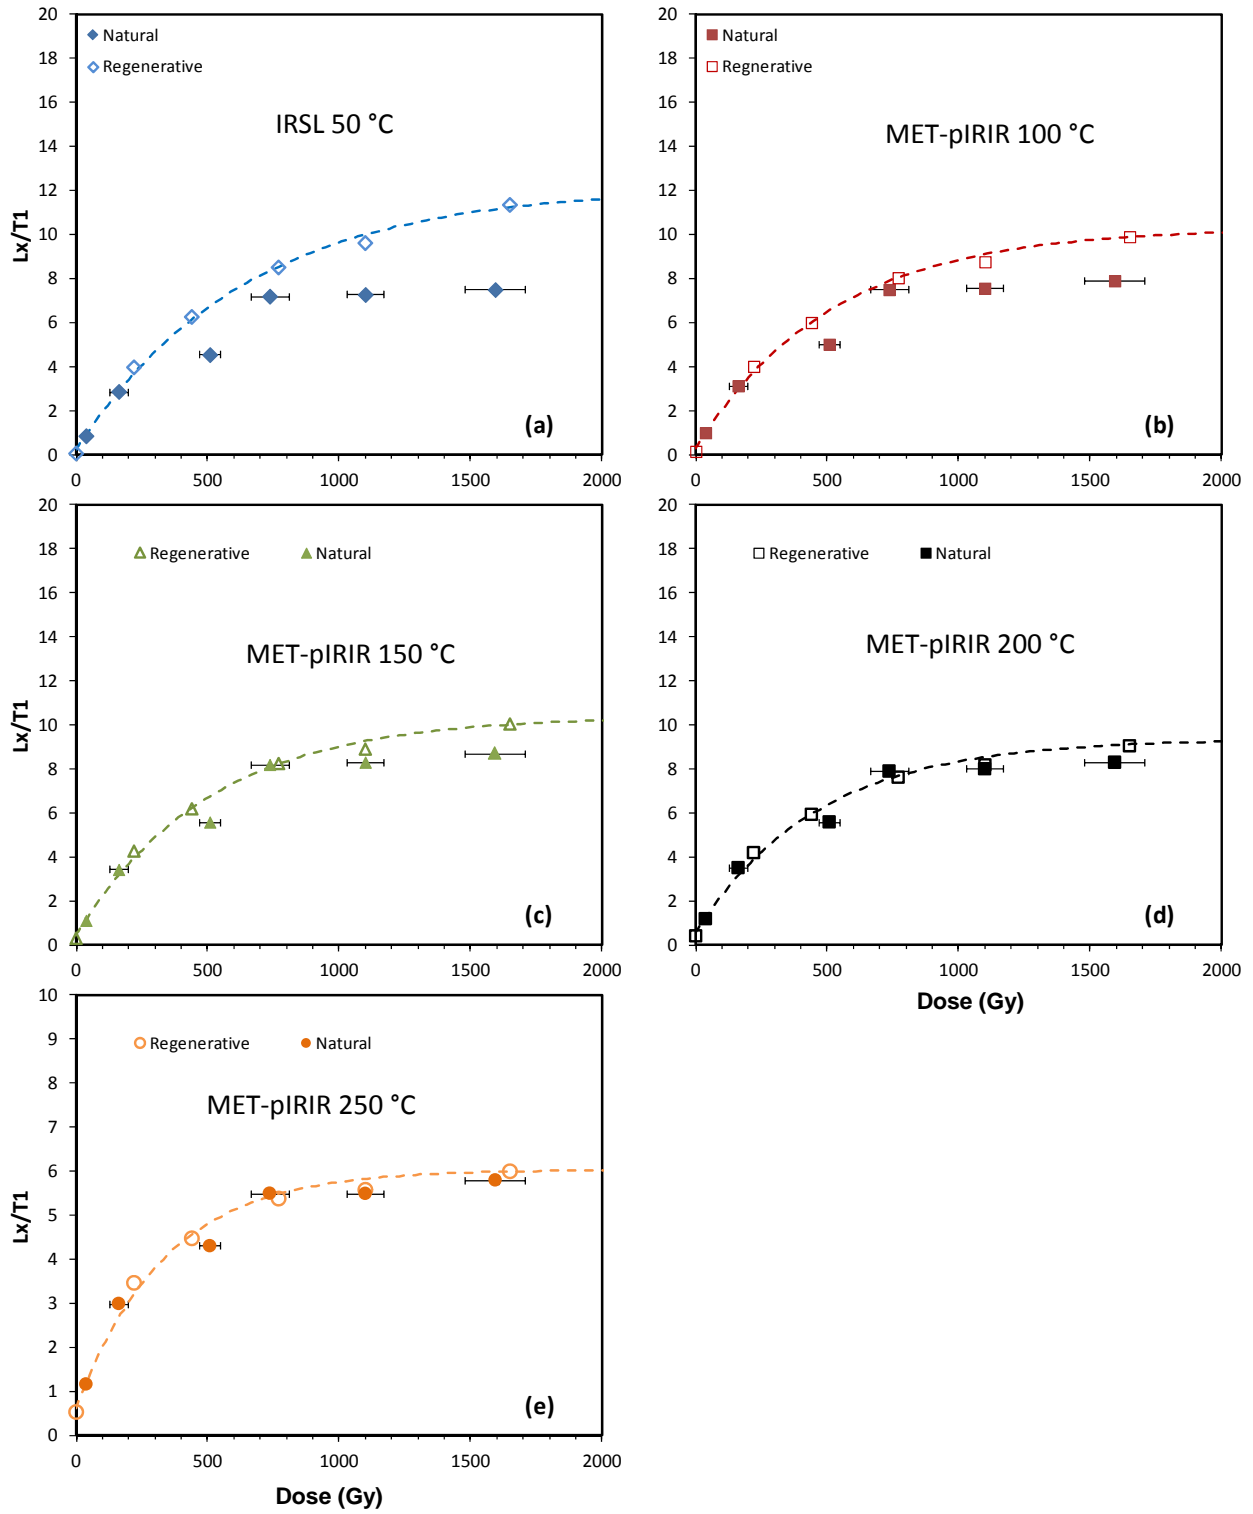 20
18
16
14
12
10
8
6
4
2
0
Lx/T1
Natural
Regenerative
IRSL 50 °C
(a)
0 500 1000 1500 2000
20
18
16
14
12
10
8
6
4
2
0
Natural
Regnerative
MET-pIRIR 100 °C
(b)
0 500 1000 1500 2000
20
18
16
14
12
10
8
6
4
2
0
Lx/T1
Regenerative Natural
MET-pIRIR 150 °C
(c)
0 500 1000 1500 2000
20
18
16
14
12
10
8
6
4
2
0
Regenerative Natural
MET-pIRIR 200 °C
(d)
0 500 1000 1500 2000
Dose (Gy)
10
9
8
7
6
5
4
3
2
1
0
Lx/T1
Regenerative Natural
MET-pIRIR 250 °C
(e)
0 500 1000 1500 2000
Dose (Gy)